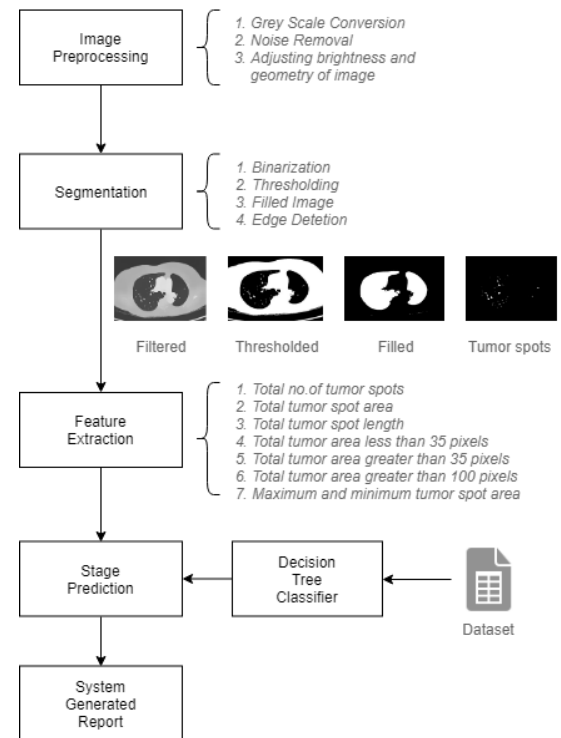 Image
Preprocessing
1. Grey Scale Conversion
2. Noise Removal
3. Adjusting brightness and
geometry of image
Segmentation
1. Binarization
2. Thresholding
3. Filled Image
4. Edge Detetion
Filtered
Thresholded
Filled
Tumor spots
Feature
Extraction
1. Total no.of tumor spots
2. Total tumor spot area
3. Total tumor spot length
4. Total tumor area less than 35 pixels
5. Total tumor area greater than 35 pixels
6. Total tumor area greater than 100 pixels
7. Maximum and minimum tumor spot area
Stage
Prediction
Decision
Tree
Classifier
Dataset
System
Generated
Report